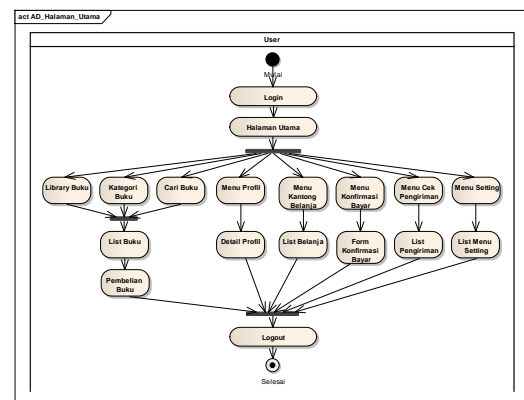 act AD_Halaman_Utama
User
Mulai
Login
Halaman Utama
Library Buku
Kategori
Buku
Cari Buku
Menu Profil
Menu
Kantong
Belanja
Menu
Konfirmasi
Bayar
Menu Cek
Pengiriman
Menu Setting
List Buku
Detail Profil
List Belanja
Form
Konfirmasi
Bayar
List
Pengiriman
List Menu
Setting
Pembelian
Buku
Logout
Selesai